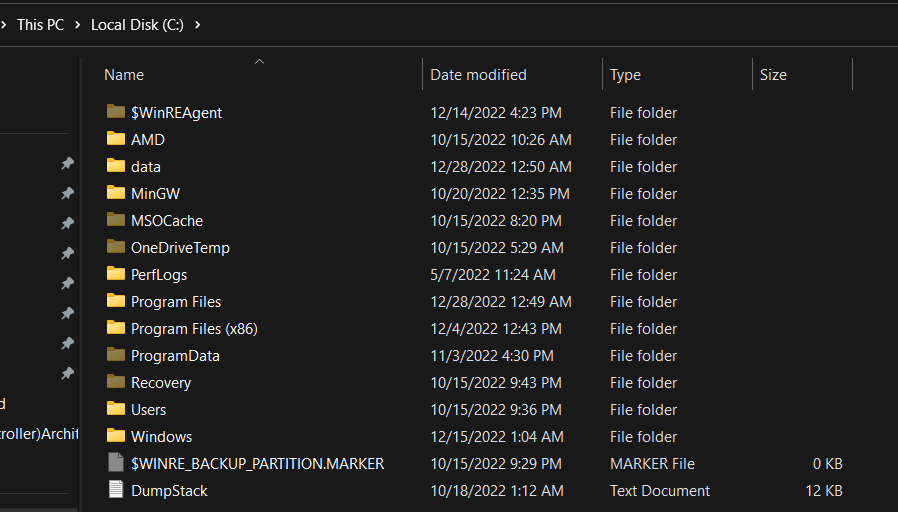 This PC > Local Disk (C:) >
Name Date modified Type Size
$WinREAgent 12/14/2022 4:23 PM File folder
AMD 10/15/2022 10:26 AM File folder
data 12/28/2022 12:50 AM File folder
MinGW 10/20/2022 12:35 PM File folder
MSOCache 10/15/2022 8:20 PM File folder
OneDriveTemp 10/15/2022 5:29 AM File folder
PerfLogs 5/7/2022 11:24 AM File folder
Program Files 12/28/2022 12:49 AM File folder
Program Files (x86) 12/4/2022 12:43 PM File folder
ProgramData 11/3/2022 4:30 PM File folder
Recovery 10/15/2022 9:43 PM File folder
d
Users 10/15/2022 9:36 PM File folder
roller)Archit
Windows 12/15/2022 1:04 AM File folder
$WINRE_BACKUP_PARTITION.MARKER 10/15/2022 9:29 PM MARKER File 0 KB
DumpStack 10/18/2022 1:12 AM Text Document 12 KB